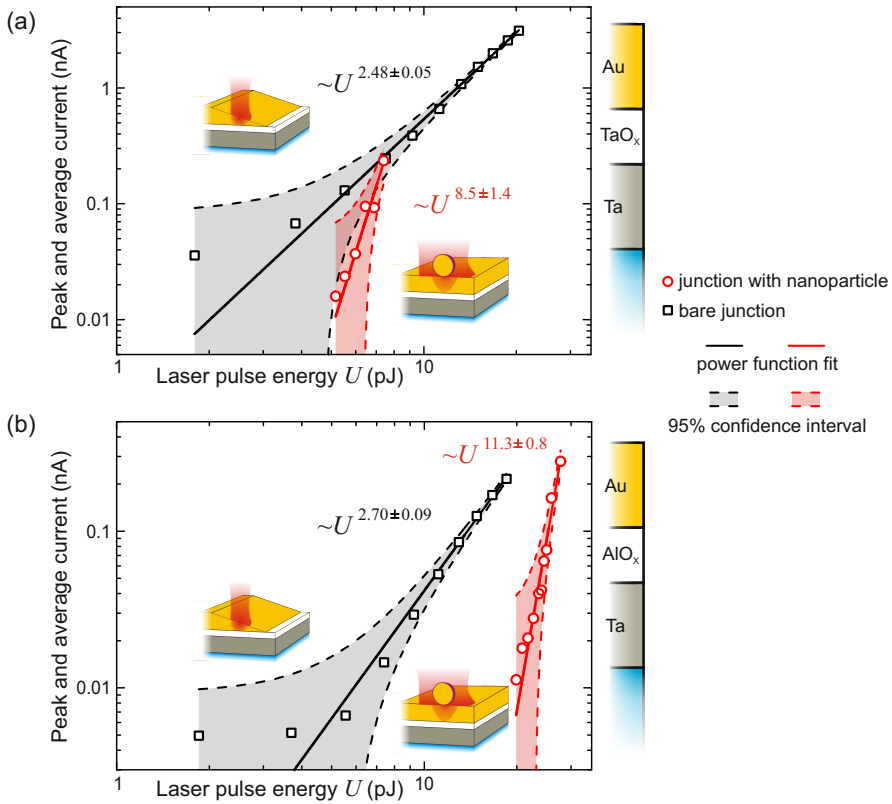 (a)
Peak and average current (nA)
1
0.1
0.01
~U^2.48±0.05
~U^8.5±1.4
1
10
Laser pulse energy U (pJ)
Au
TaOₓ
Ta
junction with nanoparticle
bare junction
power function fit
95% confidence interval
(b)
Peak and average current (nA)
0.1
0.01
~U^2.70±0.09
~U^11.3±0.8
1
10
Laser pulse energy U (pJ)
Au
AlOₓ
Ta